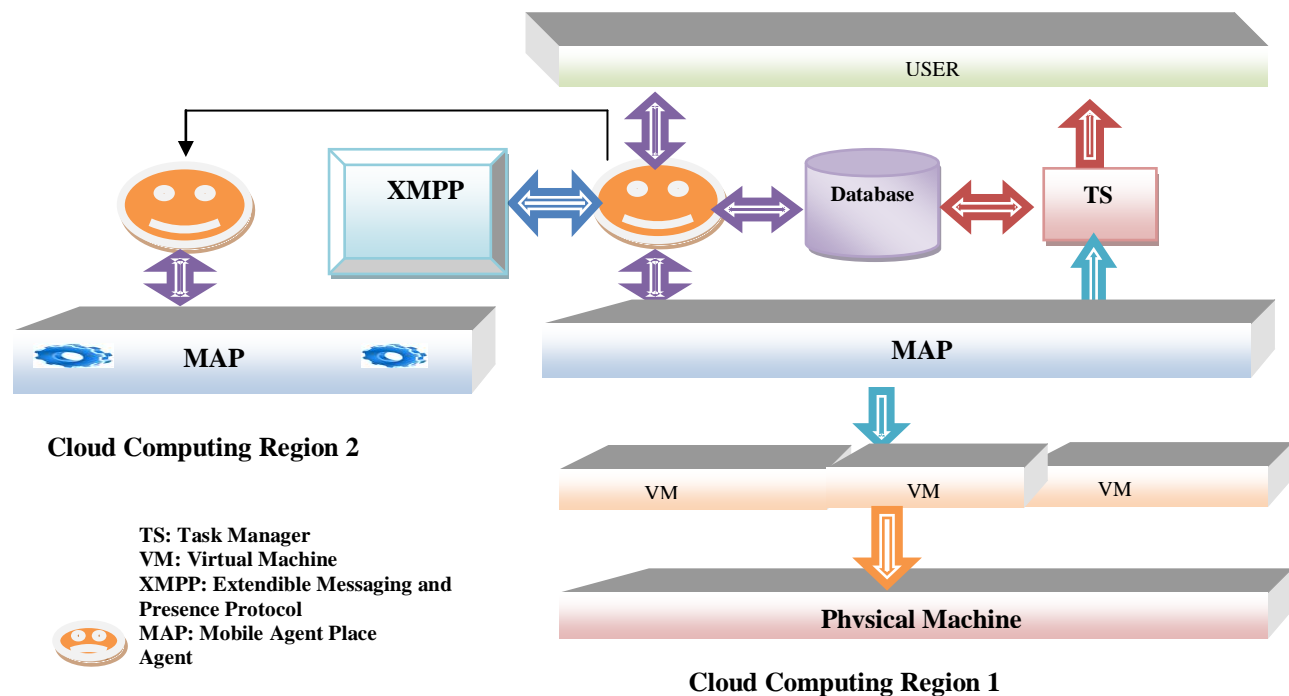 USER
XMPP
Database
TS
MAP
MAP
Cloud Computing Region 2
VM
VM
VM
TS: Task Manager
VM: Virtual Machine
XMPP: Extendible Messaging and
Presence Protocol
MAP: Mobile Agent Place
Agent
Physical Machine
Cloud Computing Region 1